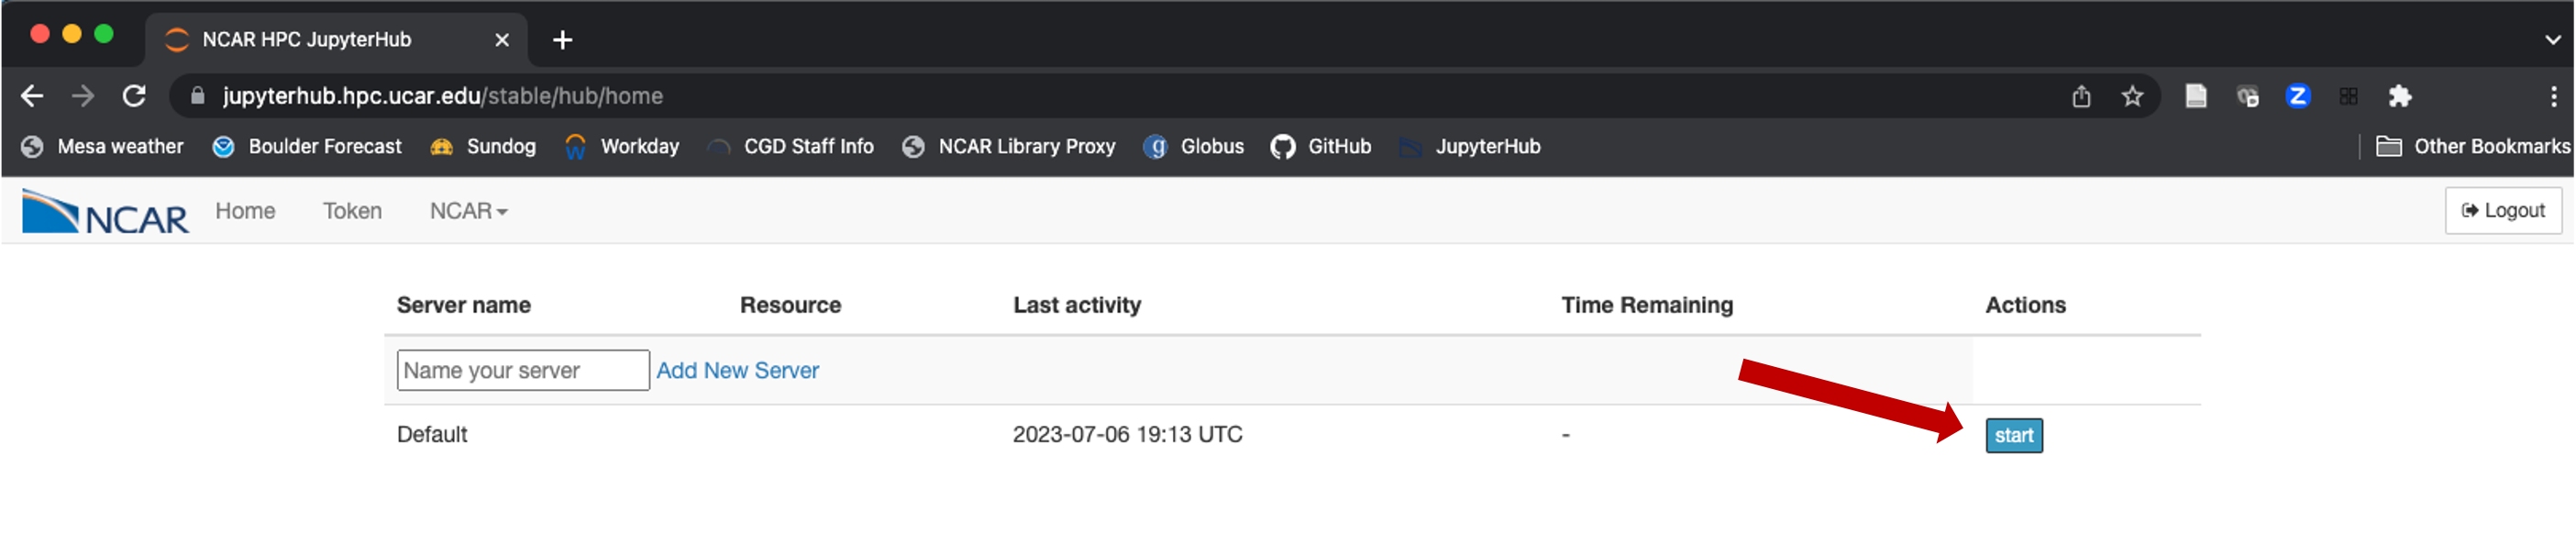 NCAR HPC JupyterHub
jupyterhub.hpc.ucar.edu/stable/hub/home
Mesa weather Boulder Forecast Sundog Workday CGD Staff Info NCAR Library Proxy Globus GitHub JupyterHub Other Bookmarks
NCAR Home Token NCAR Logout
Server name Resource Last activity Time Remaining Actions
Name your server Add New Server
Default 2023-07-06 19:13 UTC - start